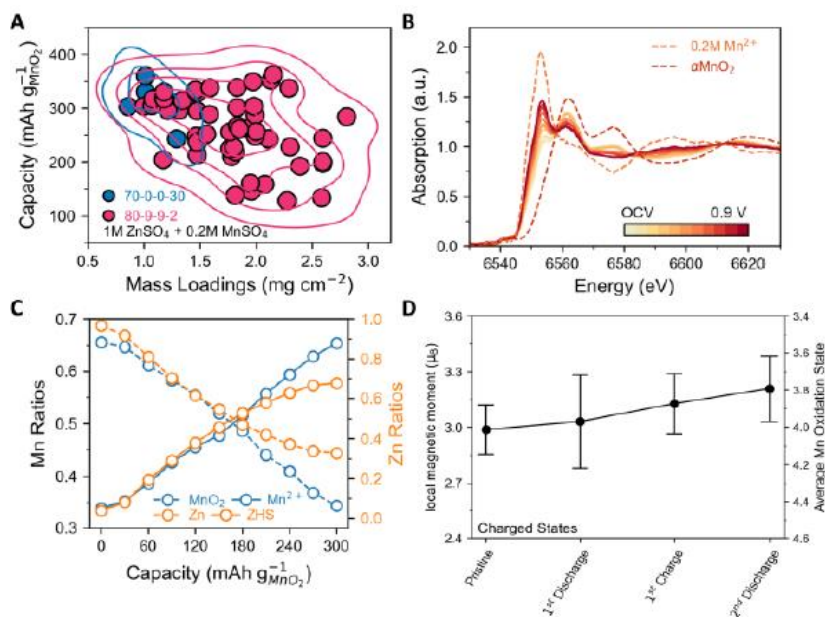 A
Capacity (mAh g⁻¹MnO₂)
400
300
200
100
70-0-0-30
80-9-9-2
1M ZnSO₄ + 0.2M MnSO₄
0.5 1.0 1.5 2.0 2.5 3.0
Mass Loadings (mg cm⁻²)
B
Absorption (a.u.)
2.0
1.5
1.0
0.5
0.0
0.2M Mn²⁺
αMnO₂
OCV 0.9 V
6540 6560 6580 6600 6620
Energy (eV)
C
Mn Ratios
0.7
0.6
0.5
0.4
0.3
MnO₂ Mn²⁺
Zn ZHS
1.0
0.8
0.6
0.4
0.2
0.0
Zn Ratios
0 60 120 180 240 300
Capacity (mAh g⁻¹MnO₂)
D
local magnetic moment (μB)
3.6
3.3
3.0
2.7
2.4
Charged States
3.4
3.6
3.8
4.0
4.2
4.4
4.6
Average Mn Oxidation State
Pristine
1ˢᵗ Discharge
1ˢᵗ Charge
2ⁿᵈ Discharge